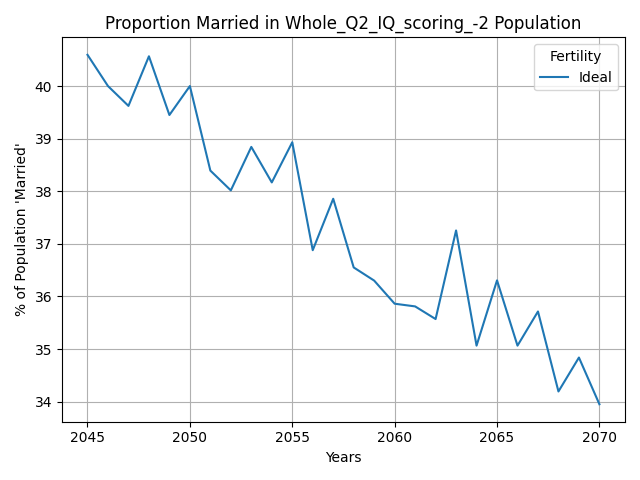 Proportion Married in Whole_Q2_IQ_scoring_-2 Population
Fertility
Ideal
% of Population 'Married'
40
39
38
37
36
35
34
2045 2050 2055 2060 2065 2070
Years